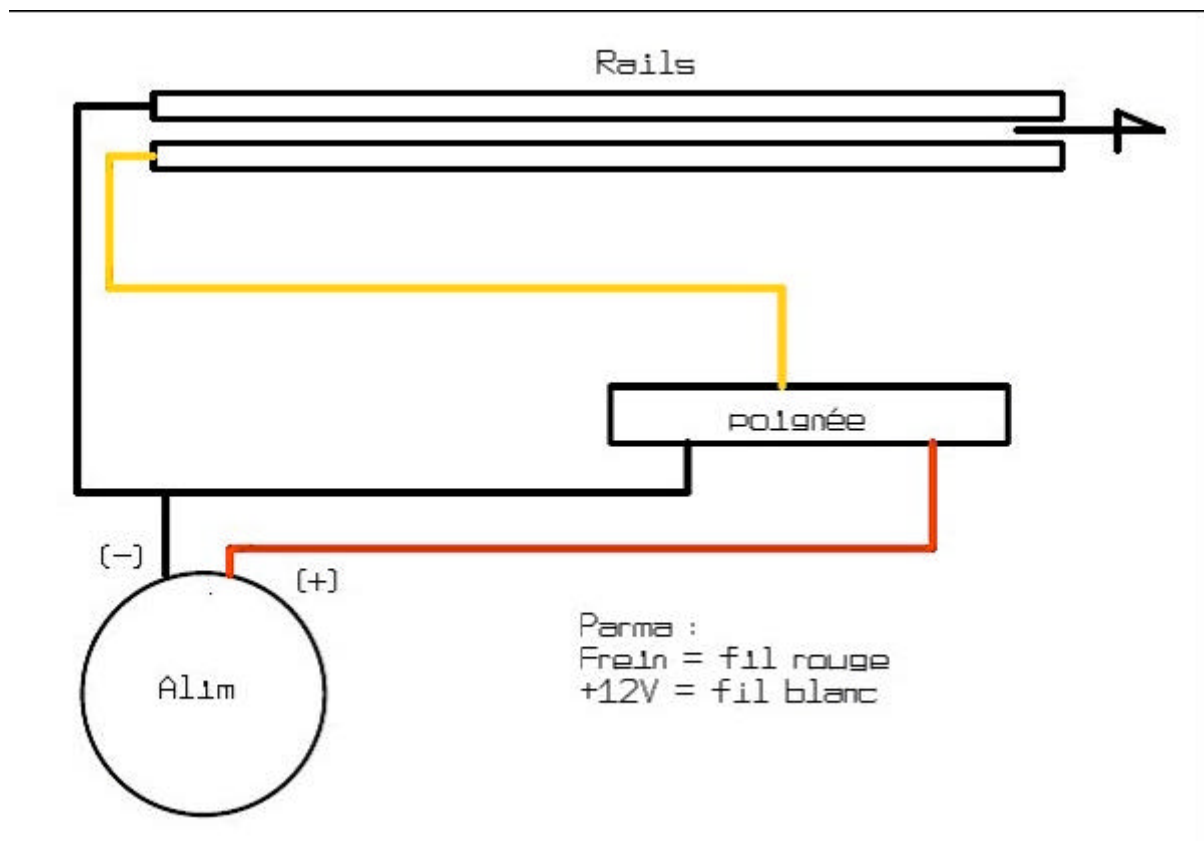 Rails
poignée
(-)
(+)
Alim
Parma :
Frein = fil rouge
+12V = fil blanc